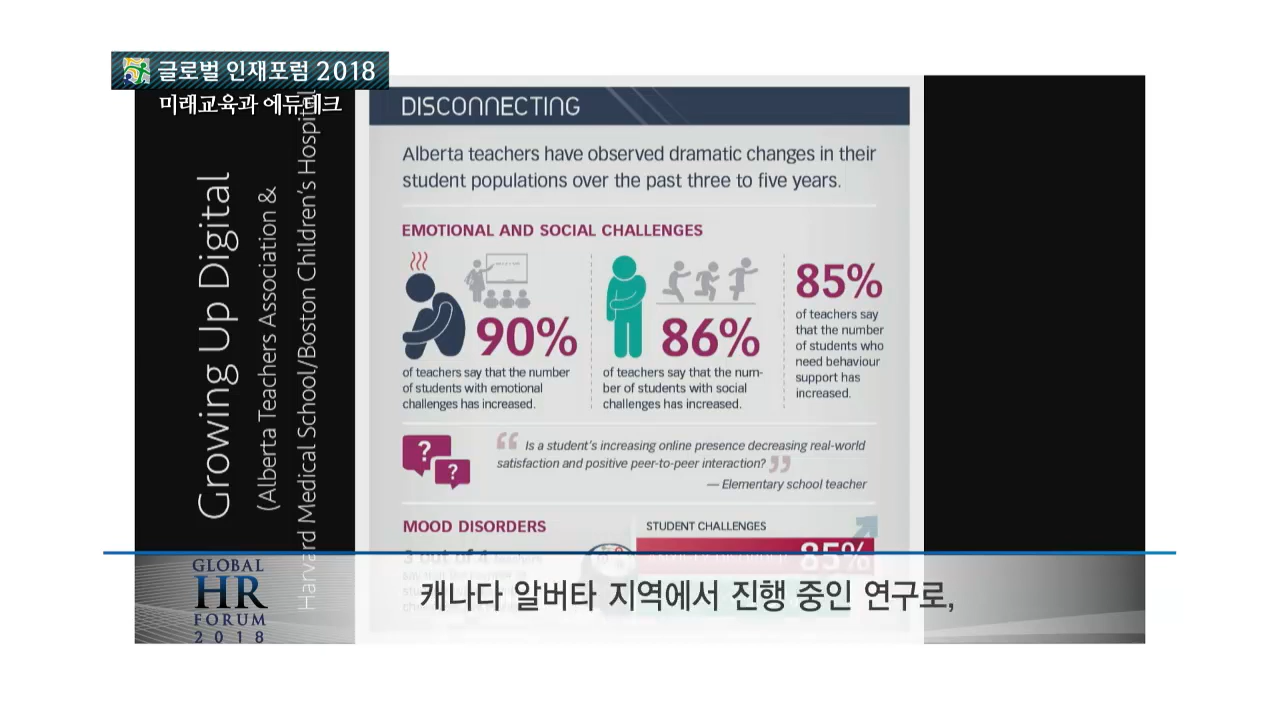 글로벌 인재포럼 2018
미래교육과 에듀테크
Growing Up Digital
(Alberta Teachers Association &
Harvard Medical School/Boston Children's Hospital
DISCONNECTING
Alberta teachers have observed dramatic changes in their
student populations over the past three to five years.
EMOTIONAL AND SOCIAL CHALLENGES
90%
of teachers say that the number
of students with emotional
challenges has increased.
86%
of teachers say that the num-
ber of students with social
challenges has increased.
85%
of teachers say
that the number
of students who
need behaviour
support has
increased.
? ?
“ Is a student's increasing online presence decreasing real-world
satisfaction and positive peer-to-peer interaction? ”
— Elementary school teacher
MOOD DISORDERS
3 out of 4
STUDENT CHALLENGES
85%
GLOBAL
HR
FORUM
2018
캐나다 알버타 지역에서 진행 중인 연구로,